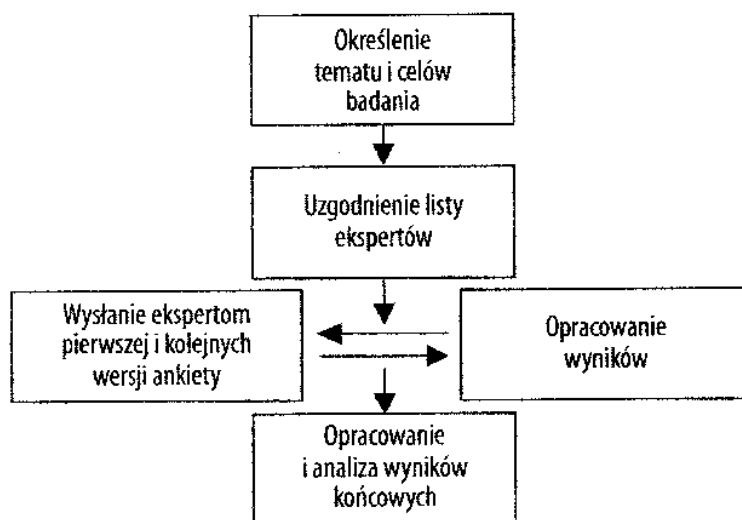 Określenie
tematu i celów
badania
Uzgodnienie listy
ekspertów
Wysłanie ekspertom
pierwszej i kolejnych
wersji ankiety
Opracowanie
wyników
Opracowanie
i analiza wyników
końcowych